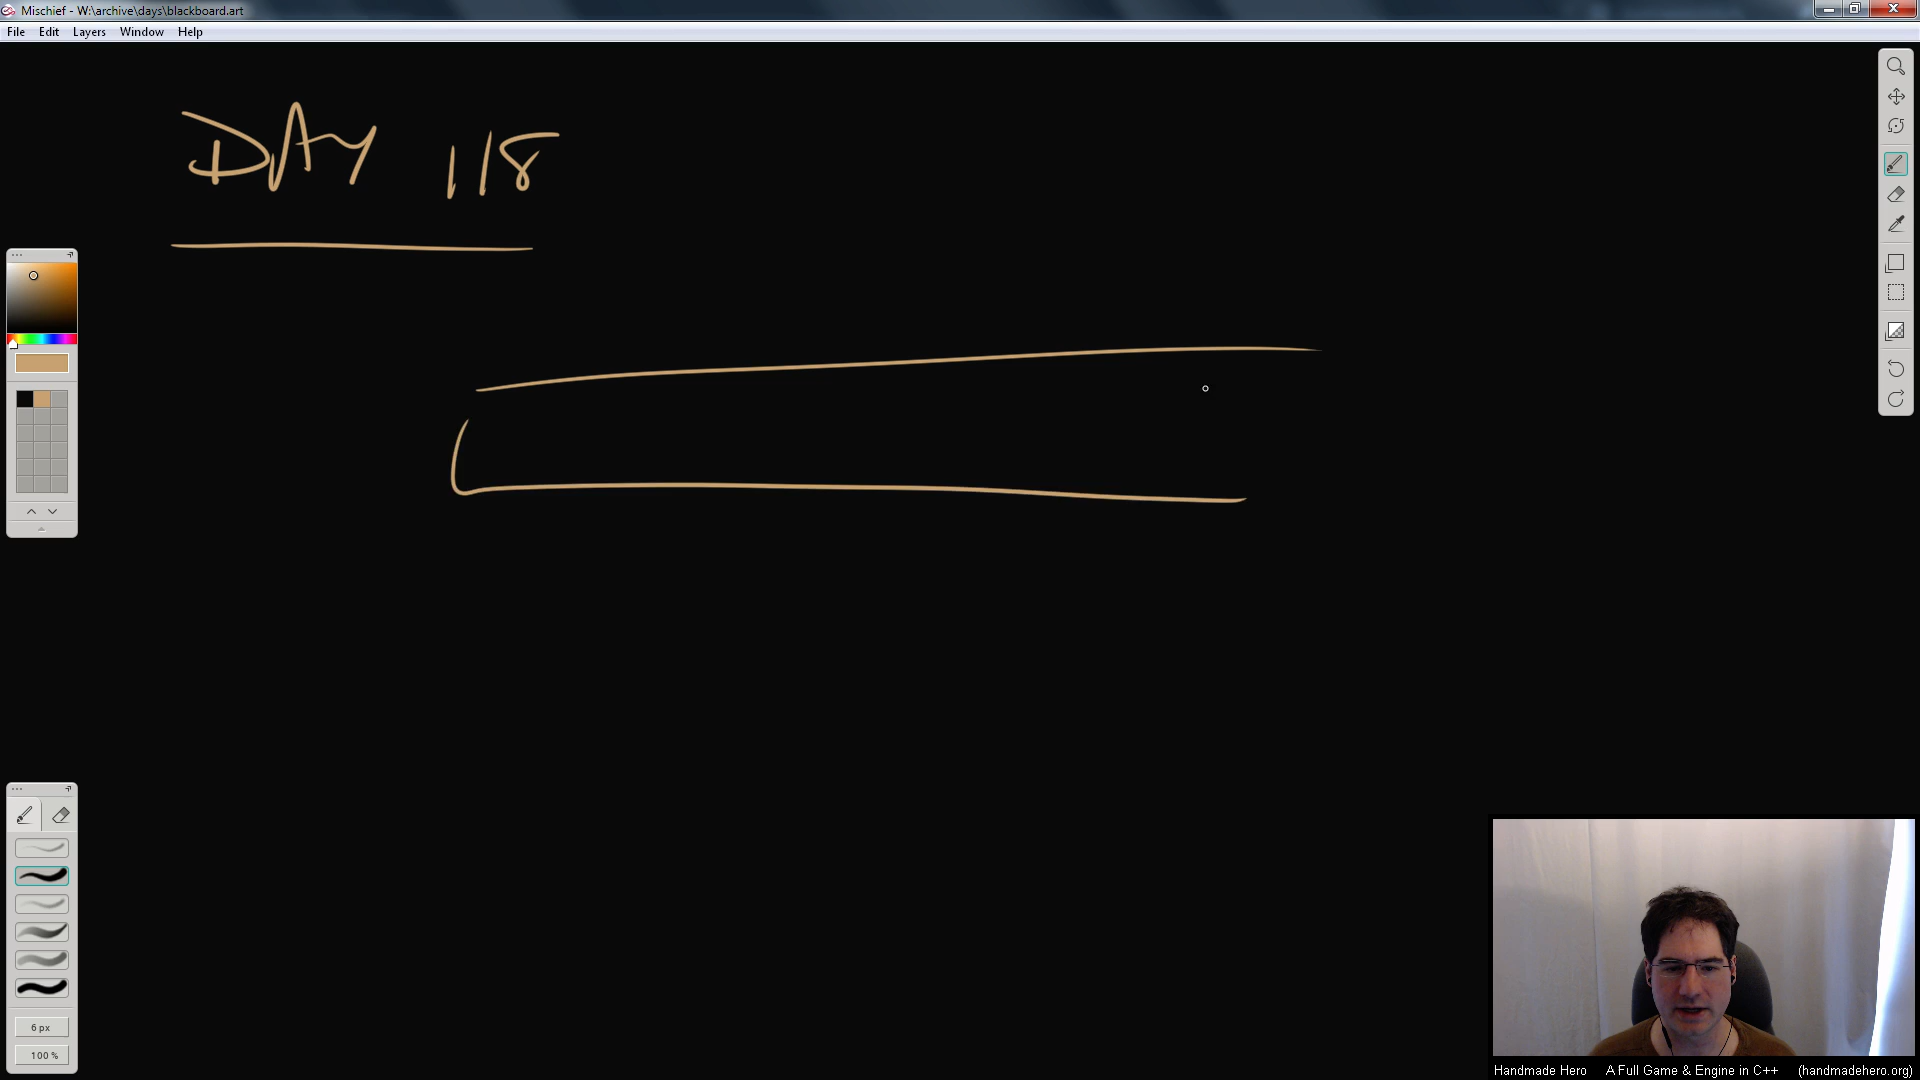 Mischief - W:\archive\days\blackboard.art
File Edit Layers Window Help
DAY 118
6 px
100 %
Handmade Hero A Full Game & Engine in C++ (handmadehero.org)